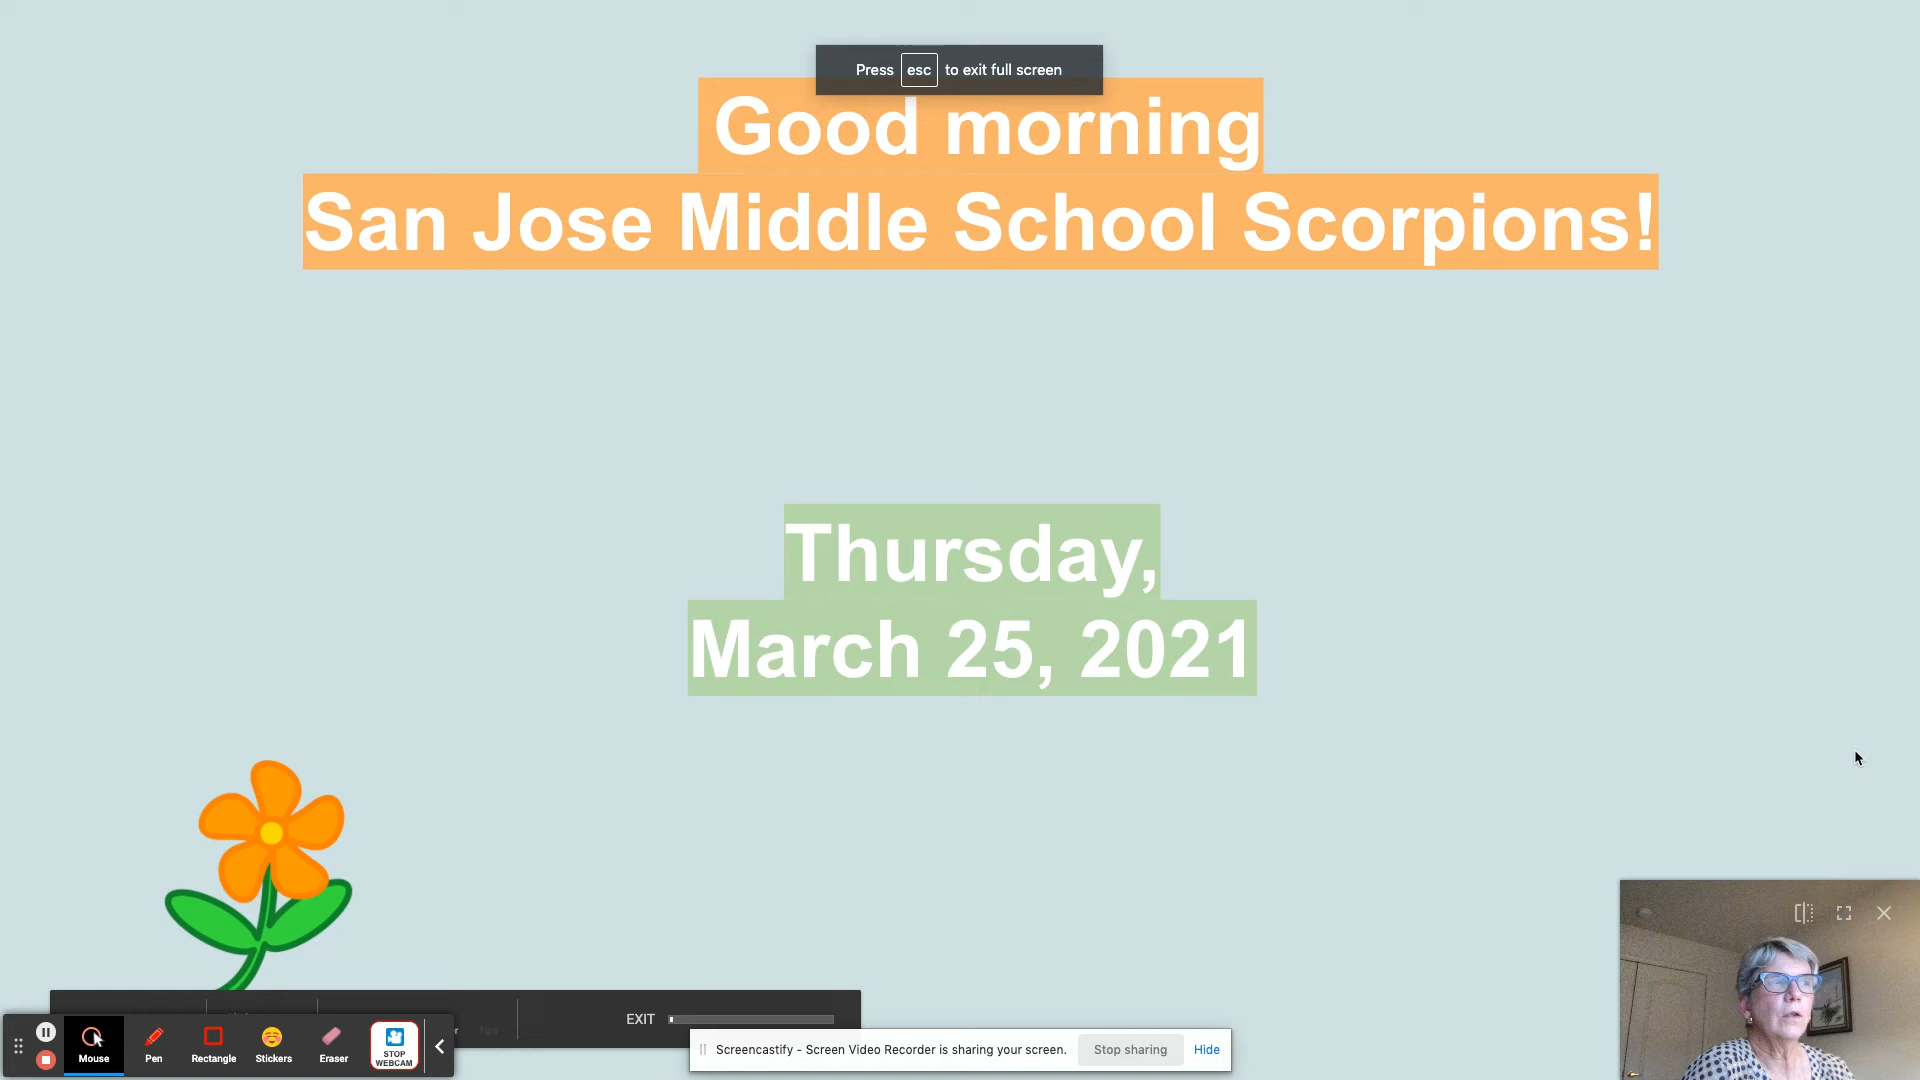 Press esc to exit full screen
Good morning
San Jose Middle School Scorpions!
Thursday,
March 25, 2021
EXIT
Tips
Mouse
Pen
Rectangle
Stickers
Eraser
STOP
WEBCAM
Screencastify - Screen Video Recorder is sharing your screen.
Stop sharing
Hide